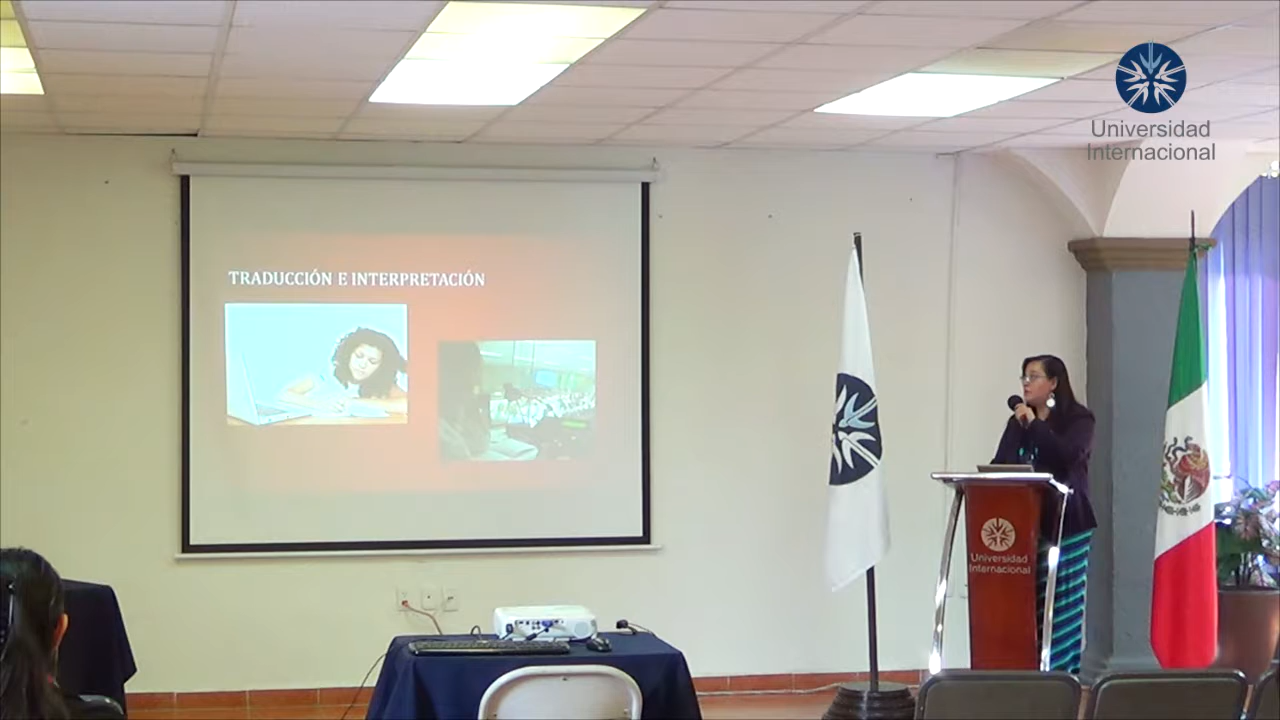 Universidad
Internacional
TRADUCCIÓN E INTERPRETACIÓN
Universidad
Internacional